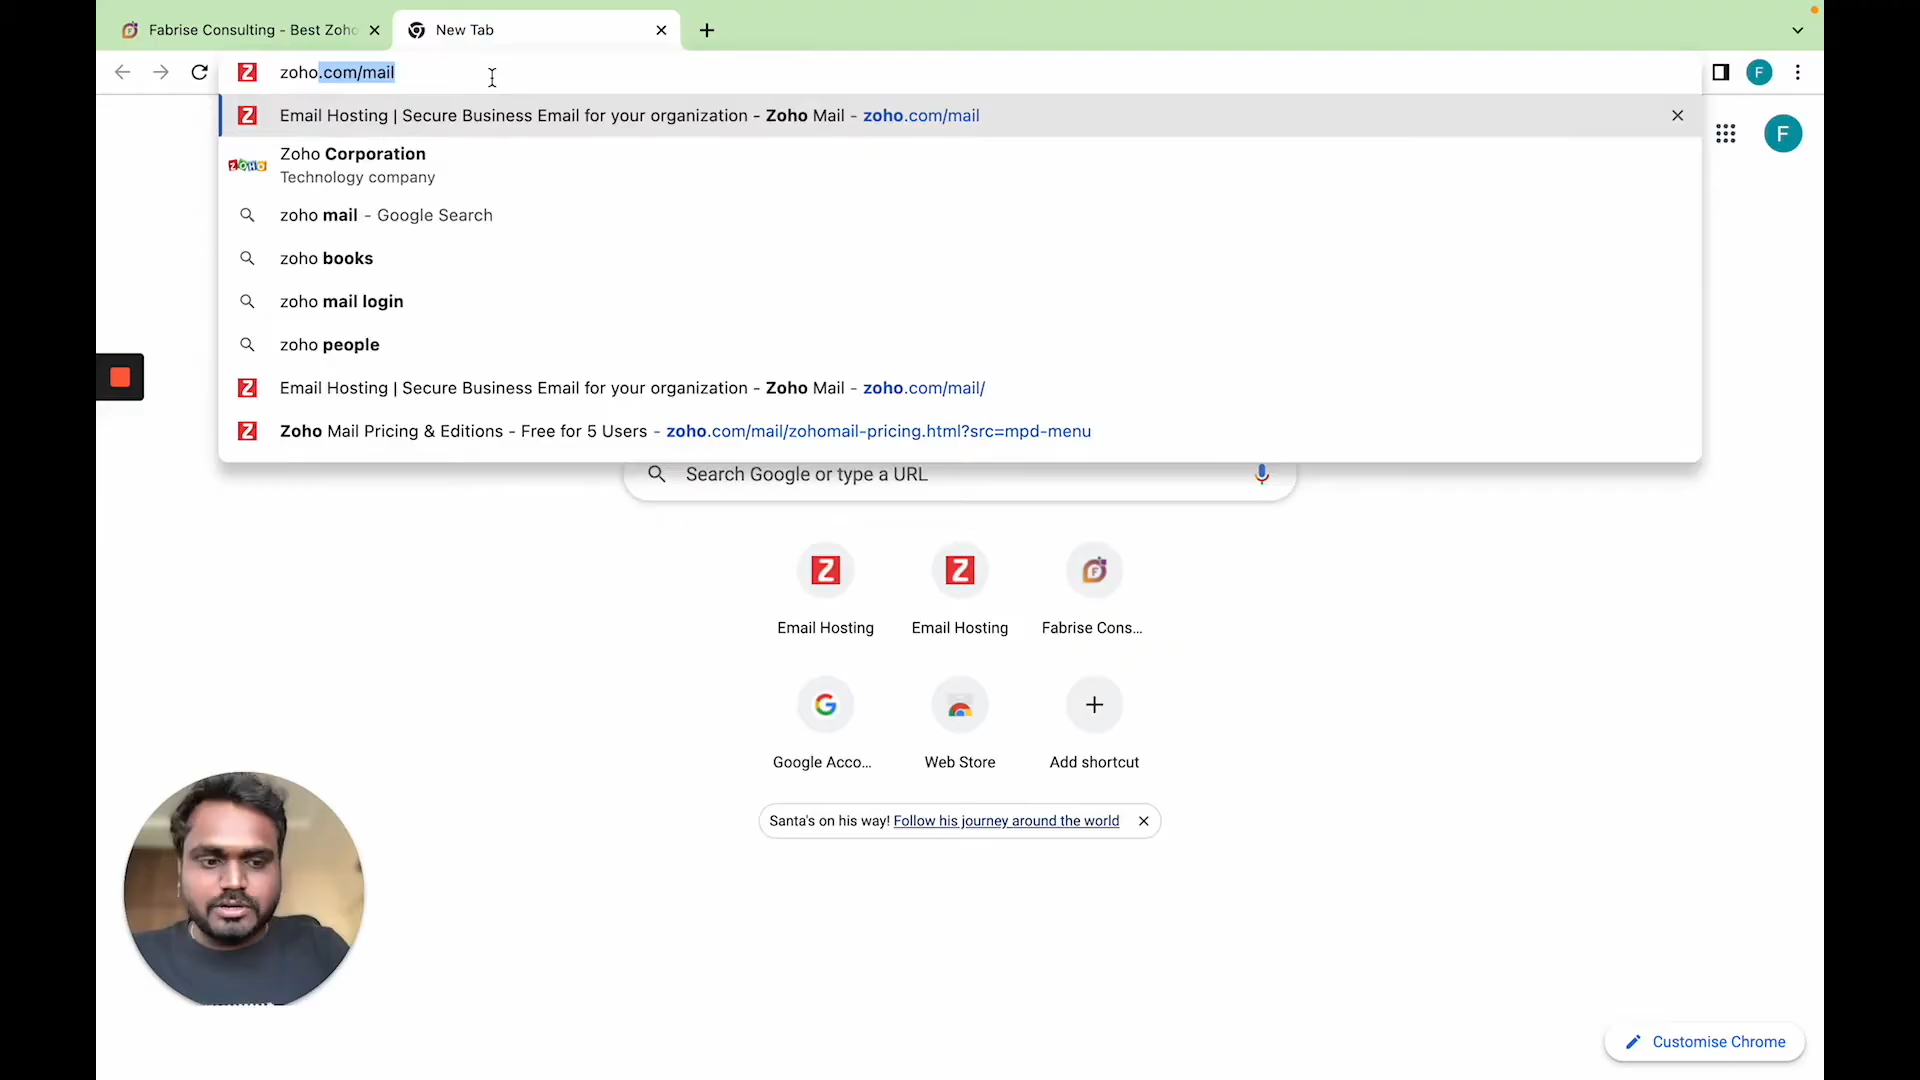 Fabrise Consulting - Best Zoho
New Tab
zoho.com/mail
Email Hosting | Secure Business Email for your organization - Zoho Mail - zoho.com/mail
Zoho Corporation
ZOHO
Technology company
zoho mail - Google Search
zoho books
zoho mail login
zoho people
Email Hosting | Secure Business Email for your organization - Zoho Mail - zoho.com/mail/
Zoho Mail Pricing & Editions - Free for 5 Users - zoho.com/mail/zohomail-pricing.html?src=mpd-menu
F
F
Search Google or type a URL
Email Hosting
Email Hosting
Fabrise Cons...
Google Acco...
Web Store
Add shortcut
Santa's on his way! Follow his journey around the world
Customise Chrome